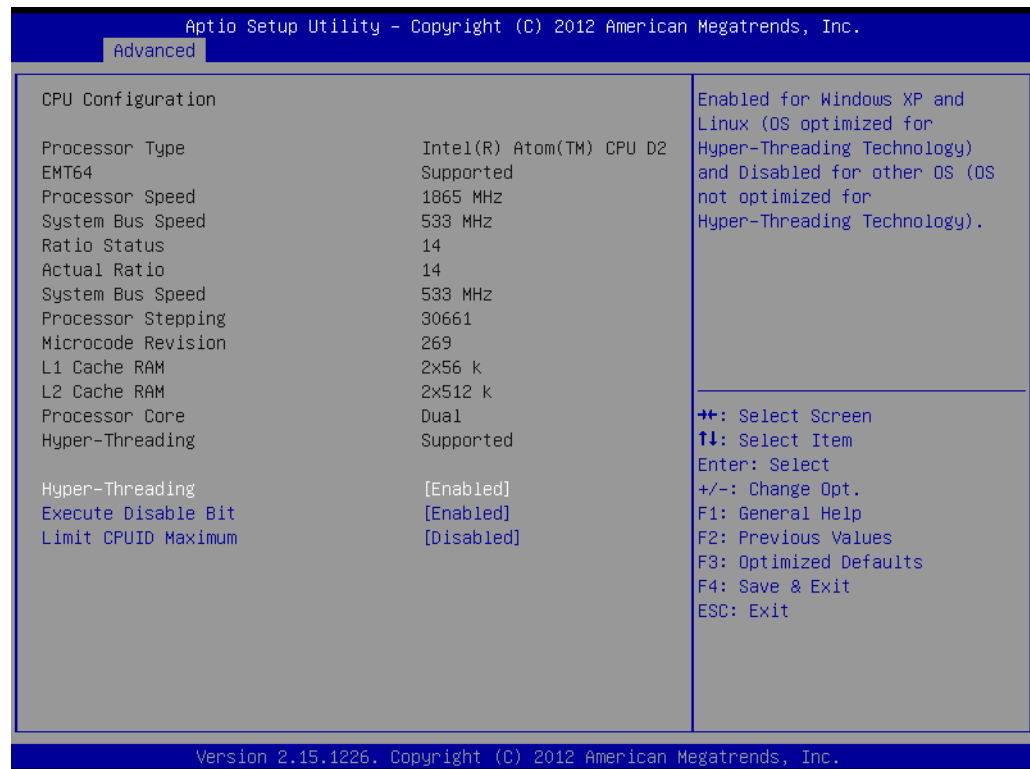 Aptio Setup Utility – Copyright (C) 2012 American Megatrends, Inc.
Advanced
CPU Configuration
Processor Type Intel(R) Atom(TM) CPU D2
EMT64 Supported
Processor Speed 1865 MHz
System Bus Speed 533 MHz
Ratio Status 14
Actual Ratio 14
System Bus Speed 533 MHz
Processor Stepping 30661
Microcode Revision 269
L1 Cache RAM 2x56 k
L2 Cache RAM 2x512 k
Processor Core Dual
Hyper-Threading Supported
Hyper-Threading [Enabled]
Execute Disable Bit [Enabled]
Limit CPUID Maximum [Disabled]
Enabled for Windows XP and
Linux (OS optimized for
Hyper-Threading Technology)
and Disabled for other OS (OS
not optimized for
Hyper-Threading Technology).
→←: Select Screen
↑↓: Select Item
Enter: Select
+/-: Change Opt.
F1: General Help
F2: Previous Values
F3: Optimized Defaults
F4: Save & Exit
ESC: Exit
Version 2.15.1226. Copyright (C) 2012 American Megatrends, Inc.